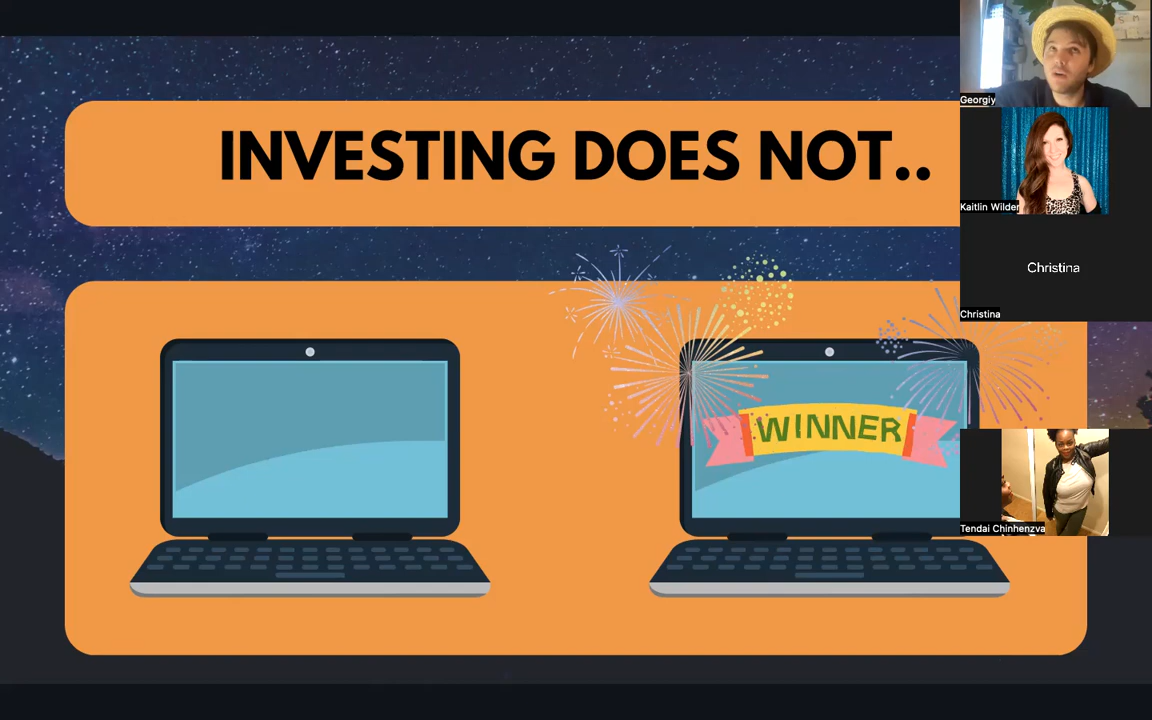 INVESTING DOES NOT..
WINNER
Georgiy
Kaitlin Wilder
Christina
Christina
Tendai Chinhenzva